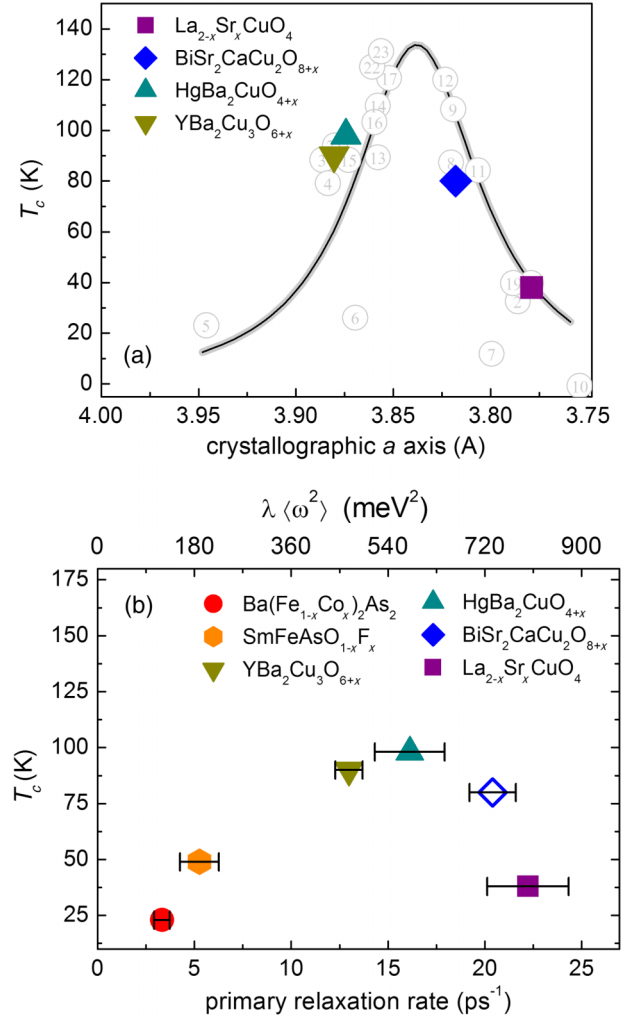 La2-xSrxCuO4
BiSr2CaCu2O8+x
HgBa2CuO4+x
YBa2Cu3O6+x
140
120
100
80
60
40
20
0
Tc (K)
23
22
17
12
14
9
16
3
15
13
8
11
4
19
2
5
6
7
10
(a)
4.00 3.95 3.90 3.85 3.80 3.75
crystallographic a axis (A)
λ ⟨ω2⟩ (meV2)
0 180 360 540 720 900
175
150
125
100
75
50
25
Tc (K)
(b)
Ba(Fe1-xCox)2As2
SmFeAsO1-xFx
YBa2Cu3O6+x
HgBa2CuO4+x
BiSr2CaCu2O8+x
La2-xSrxCuO4
0 5 10 15 20 25
primary relaxation rate (ps-1)